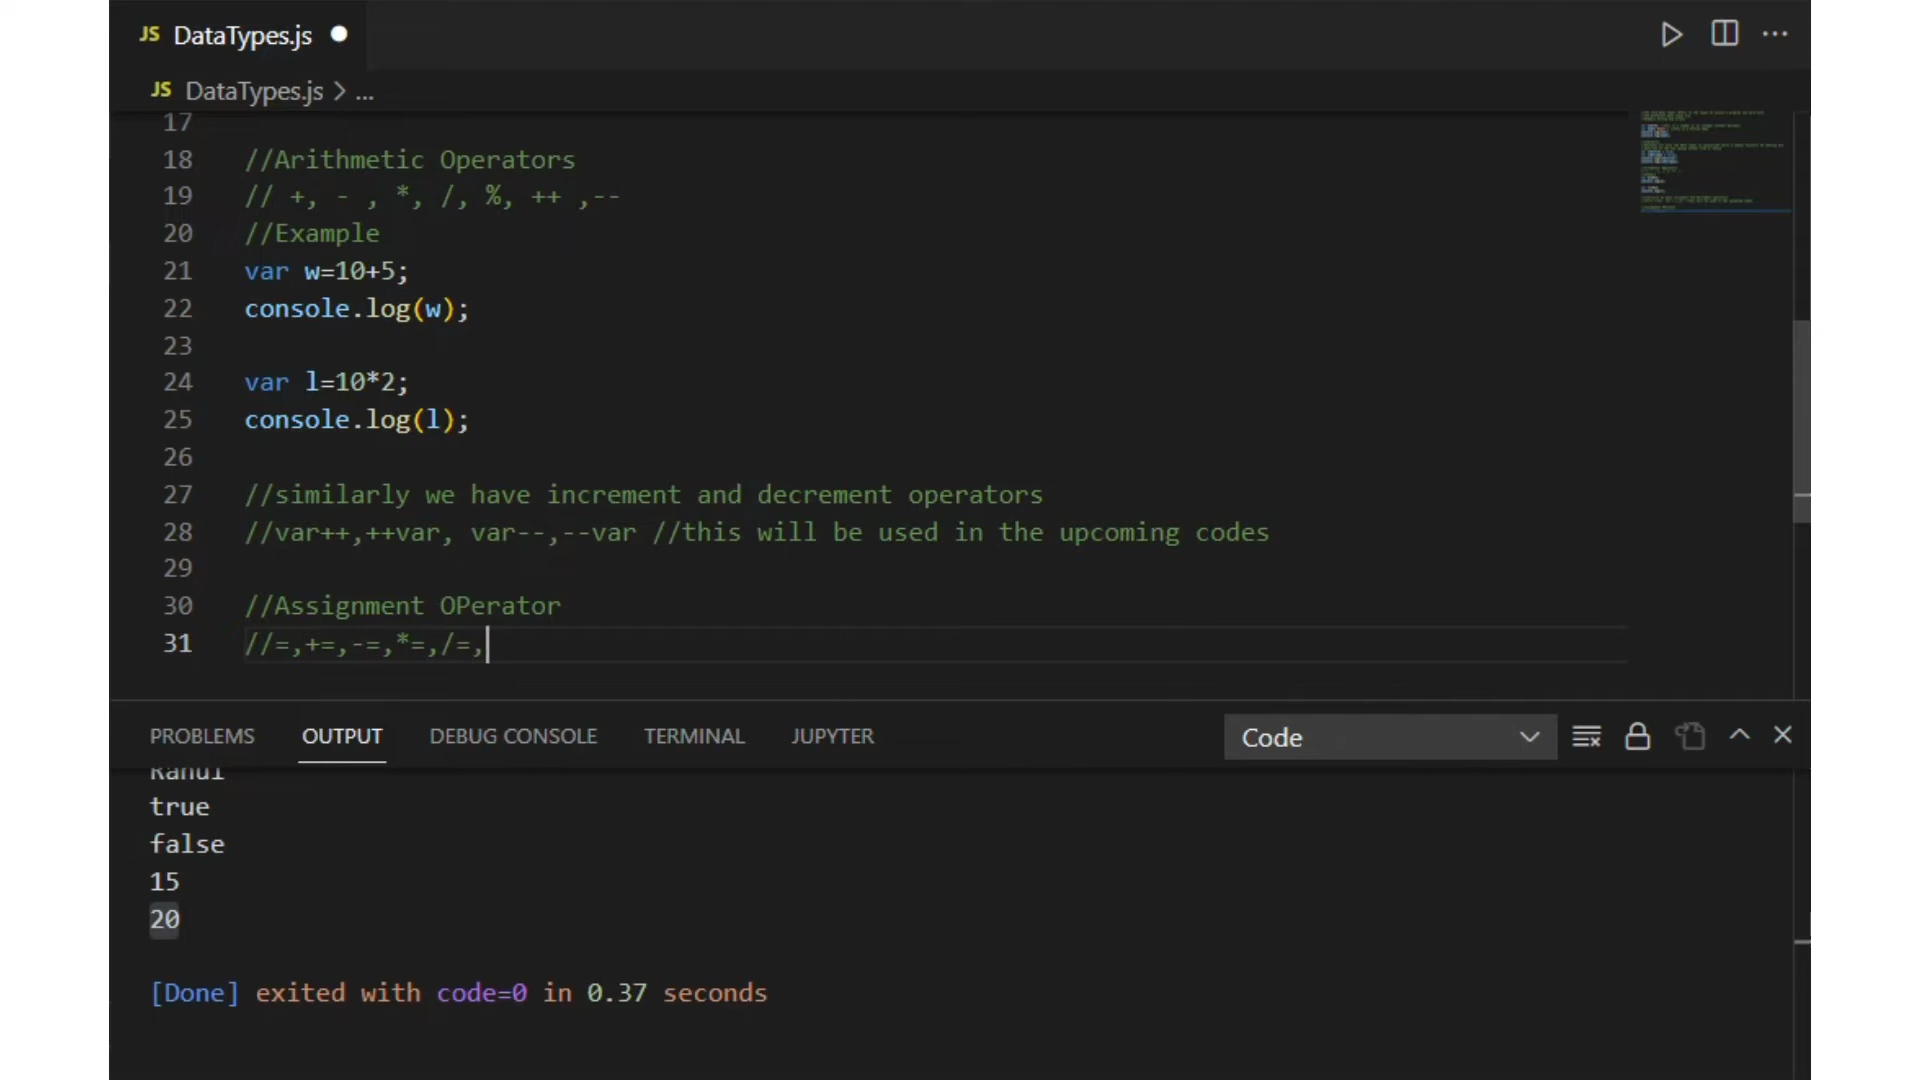 JS DataTypes.js
JS DataTypes.js > ...
17
18 //Arithmetic Operators
19 // +, - , *, /, %, ++ ,--
20 //Example
21 var w=10+5;
22 console.log(w);
23
24 var l=10*2;
25 console.log(l);
26
27 //similarly we have increment and decrement operators
28 //var++,++var, var--,--var //this will be used in the upcoming codes
29
30 //Assignment OPerator
31 //=,+=,-=,*=,/=,
PROBLEMS OUTPUT DEBUG CONSOLE TERMINAL JUPYTER Code
Rahul
true
false
15
20
[Done] exited with code=0 in 0.37 seconds